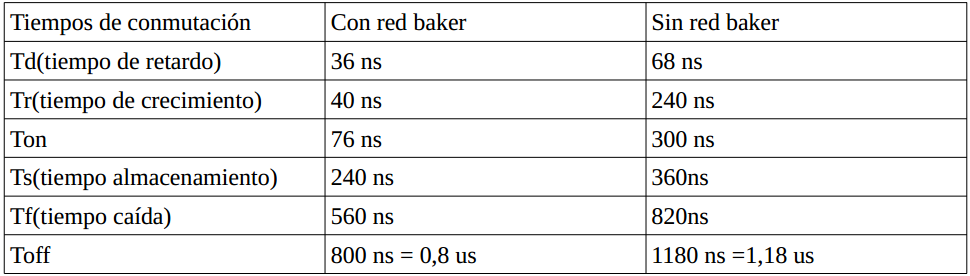 Tiempos de conmutación Con red baker Sin red baker
Td(tiempo de retardo) 36 ns 68 ns
Tr(tiempo de crecimiento) 40 ns 240 ns
Ton 76 ns 300 ns
Ts(tiempo almacenamiento) 240 ns 360ns
Tf(tiempo caída) 560 ns 820ns
Toff 800 ns = 0,8 us 1180 ns =1,18 us